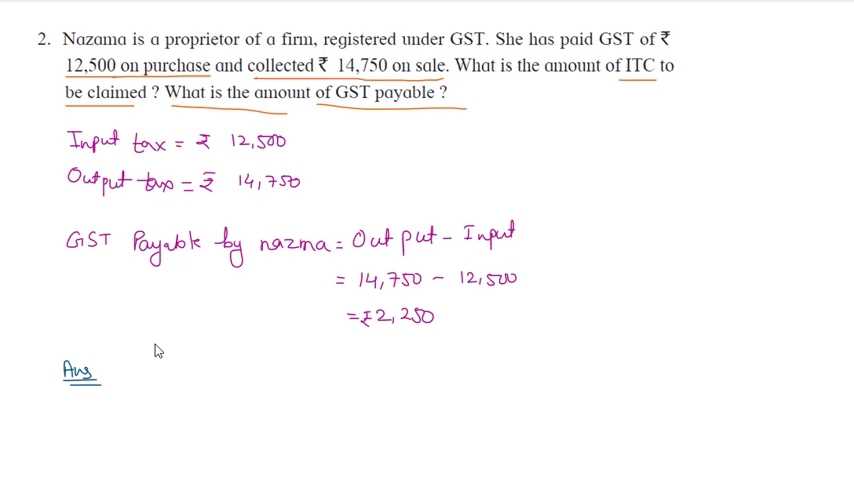 2. Nazama is a proprietor of a firm, registered under GST. She has paid GST of ₹
12,500 on purchase and collected ₹ 14,750 on sale. What is the amount of ITC to
be claimed ? What is the amount of GST payable ?
Input tax = ₹ 12,500
Output tax = ₹ 14,750
GST Payable by nazma = Output - Input
= 14,750 - 12,500
= ₹2,250
Ans